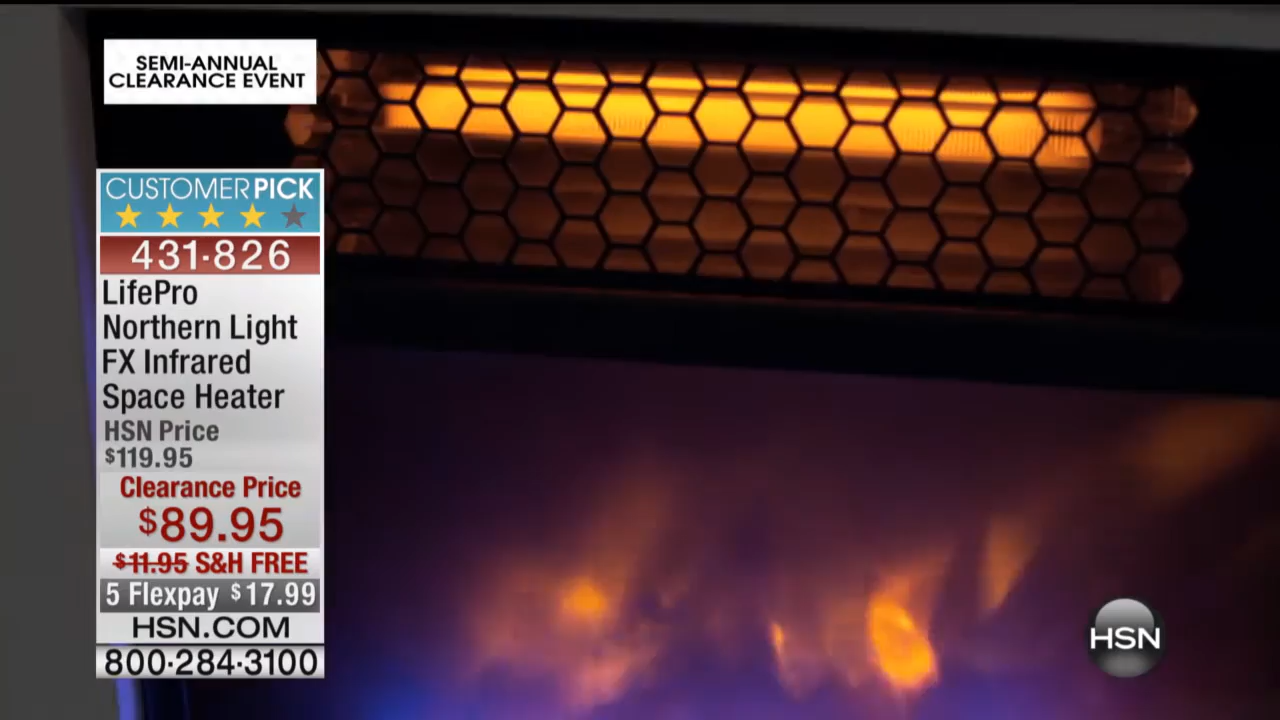 SEMI-ANNUAL
CLEARANCE EVENT
CUSTOMER PICK
431·826
LifePro
Northern Light
FX Infrared
Space Heater
HSN Price
$119.95
Clearance Price
$89.95
$11.95 S&H FREE
5 Flexpay $17.99
HSN.COM
800·284·3100
HSN